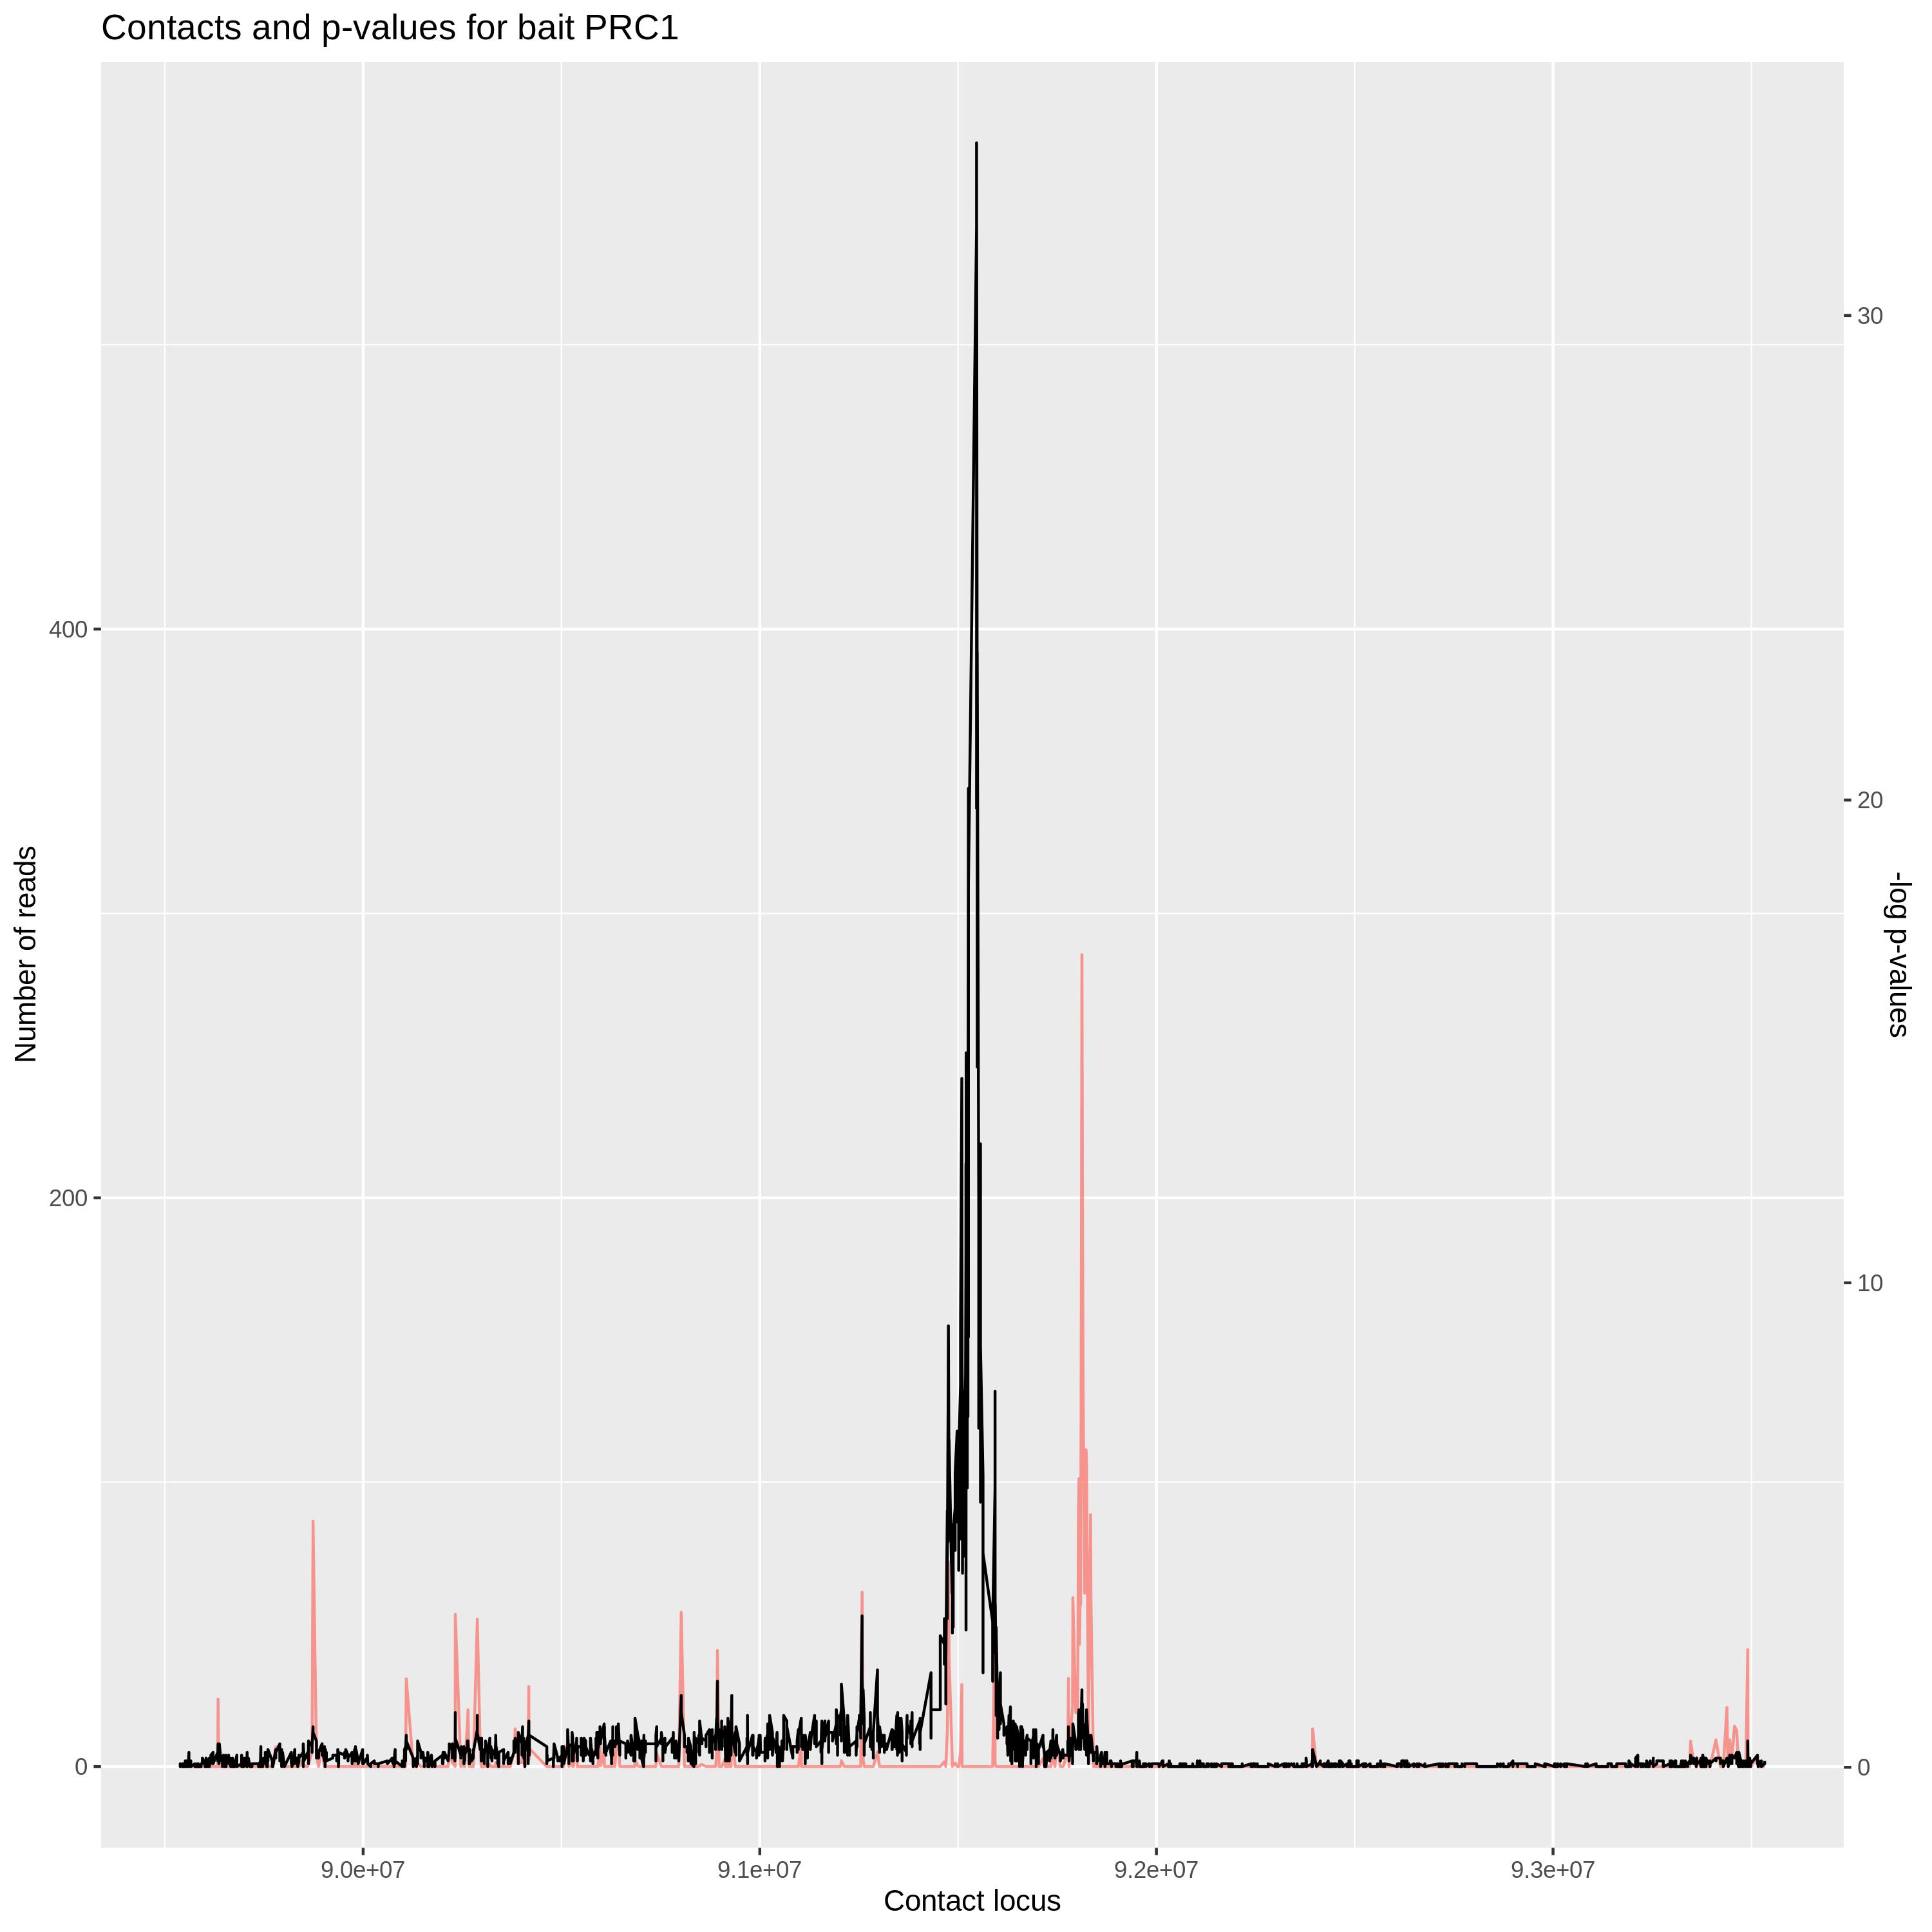 Contacts and p-values for bait PRC1
Number of reads
400
200
0
30
20
10
0
-log p-values
9.0e+07
9.1e+07
9.2e+07
9.3e+07
Contact locus